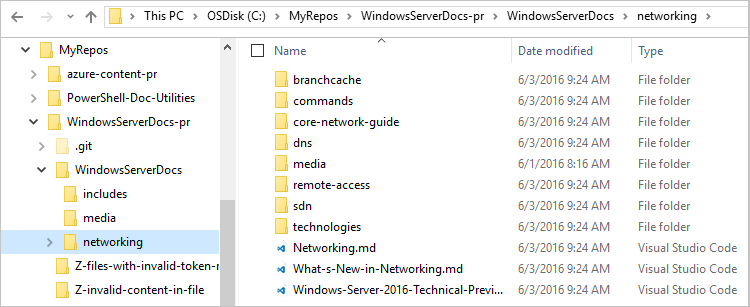 This PC > OSDisk (C:) > MyRepos > WindowsServerDocs-pr > WindowsServerDocs > networking
MyRepos
azure-content-pr
PowerShell-Doc-Utilities
WindowsServerDocs-pr
.git
WindowsServerDocs
includes
media
networking
Z-files-with-invalid-token-r
Z-invalid-content-in-file
Name Date modified Type
branchcache 6/3/2016 9:24 AM File folder
commands 6/3/2016 9:24 AM File folder
core-network-guide 6/3/2016 9:24 AM File folder
dns 6/3/2016 9:24 AM File folder
media 6/1/2016 8:16 AM File folder
remote-access 6/3/2016 9:24 AM File folder
sdn 6/3/2016 9:24 AM File folder
technologies 6/3/2016 9:24 AM File folder
Networking.md 6/3/2016 9:24 AM Visual Studio Code
What-s-New-in-Networking.md 6/3/2016 9:24 AM Visual Studio Code
Windows-Server-2016-Technical-Previ... 6/3/2016 9:24 AM Visual Studio Code